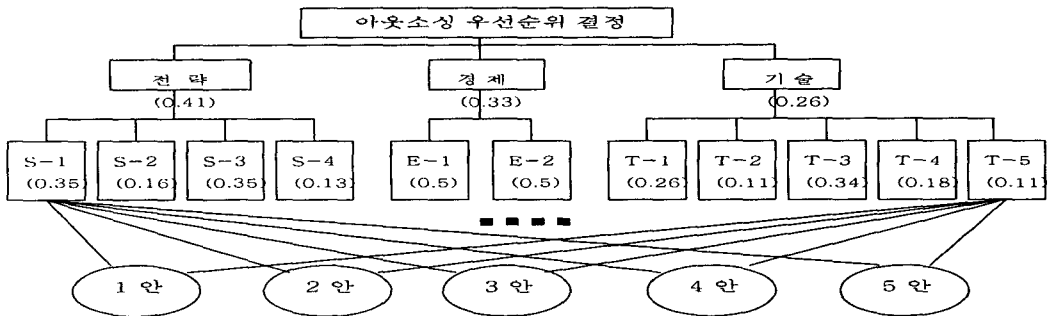 아웃소싱 우선순위 결정
전 략 경 제 기 술
(0.41) (0.33) (0.26)
S-1 S-2 S-3 S-4 E-1 E-2 T-1 T-2 T-3 T-4 T-5
(0.35) (0.16) (0.35) (0.13) (0.5) (0.5) (0.26) (0.11) (0.34) (0.18) (0.11)
1 안 2 안 3 안 4 안 5 안